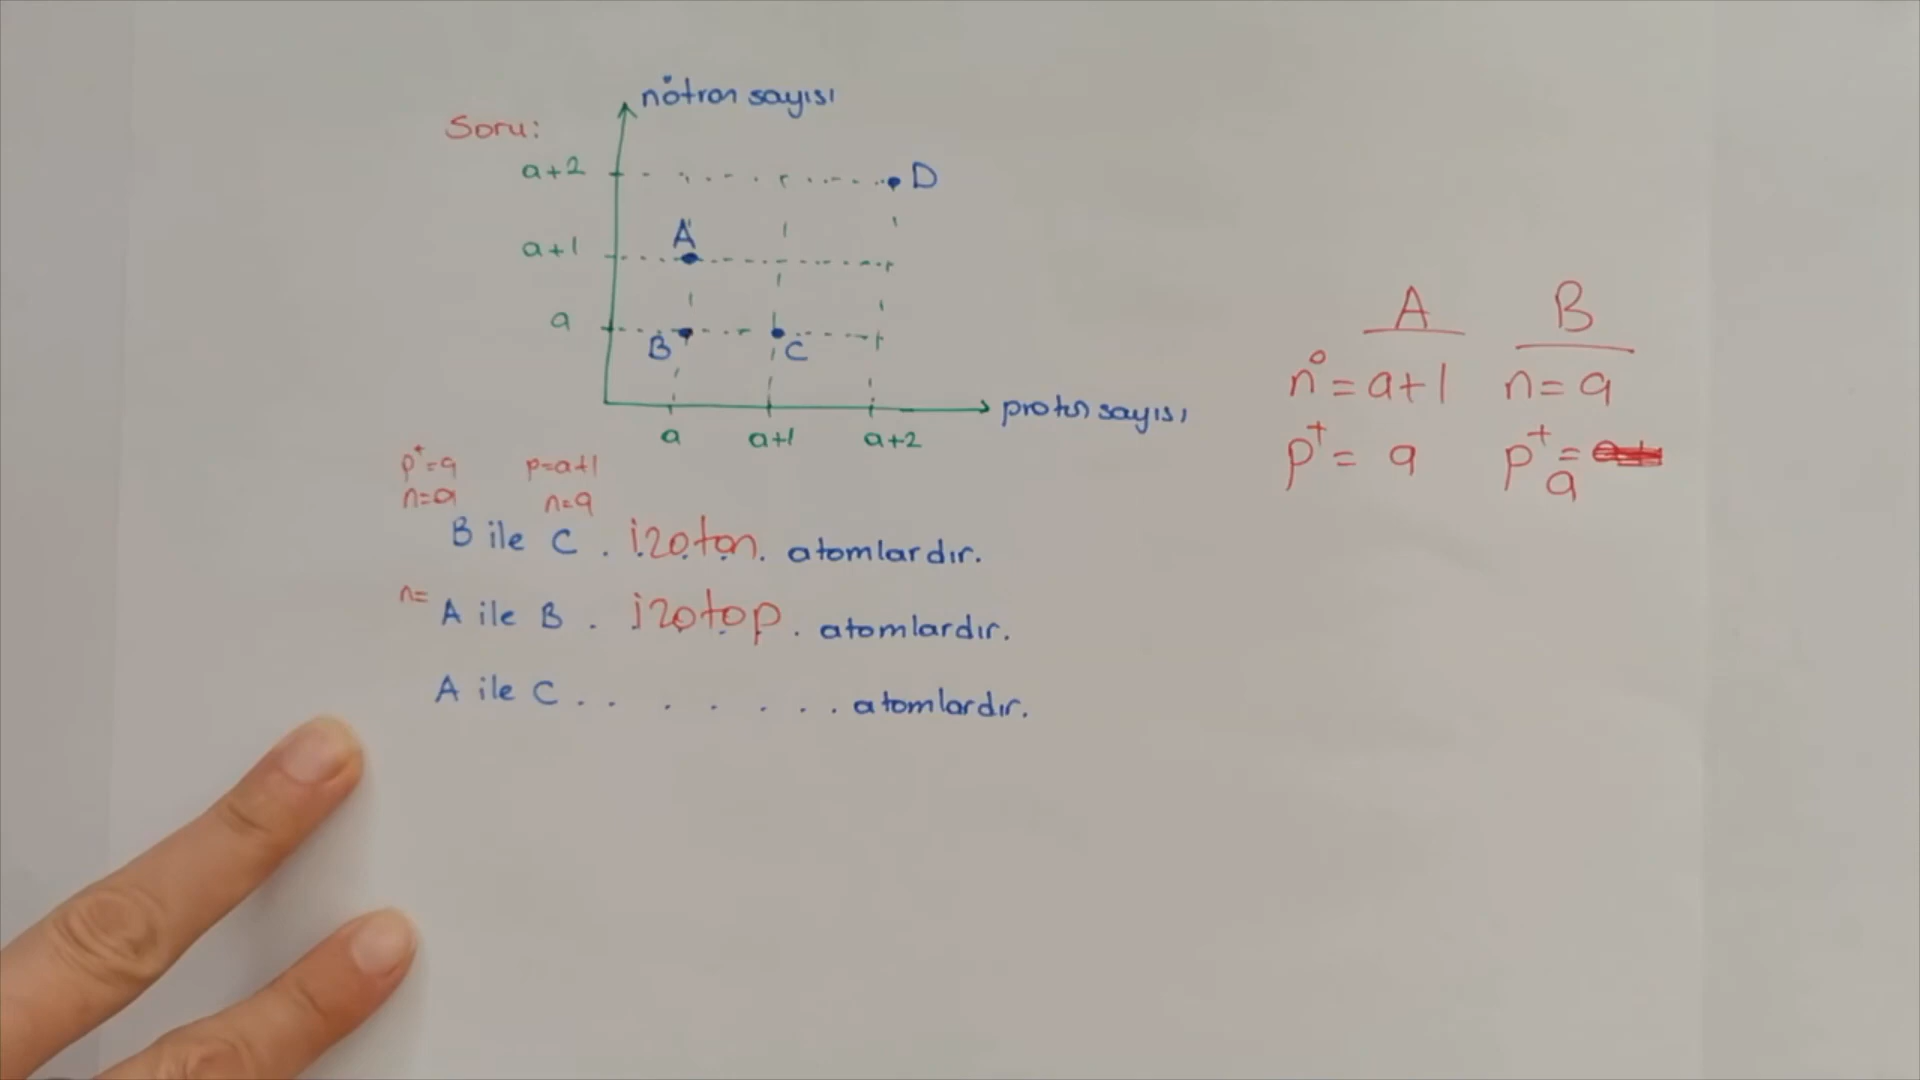 Soru:
nötron sayısı
a+2
D
A
a+1
a
B
C
proton sayısı
a a+1 a+2
p⁺=a p=a+1
n=a n=a
B ile C . izoton. atomlardır.
n=
A ile B . izotop. atomlardır.
A ile C . . . . . . . . atomlardır.
A B
n°=a+1 n=a
p⁺=a p⁺=
a